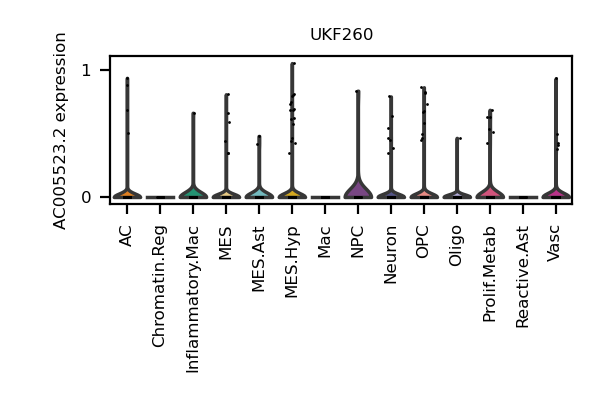 UKF260
AC005523.2 expression
1
0
AC
Chromatin.Reg
Inflammatory.Mac
MES
MES.Ast
MES.Hyp
Mac
NPC
Neuron
OPC
Oligo
Prolif.Metab
Reactive.Ast
Vasc